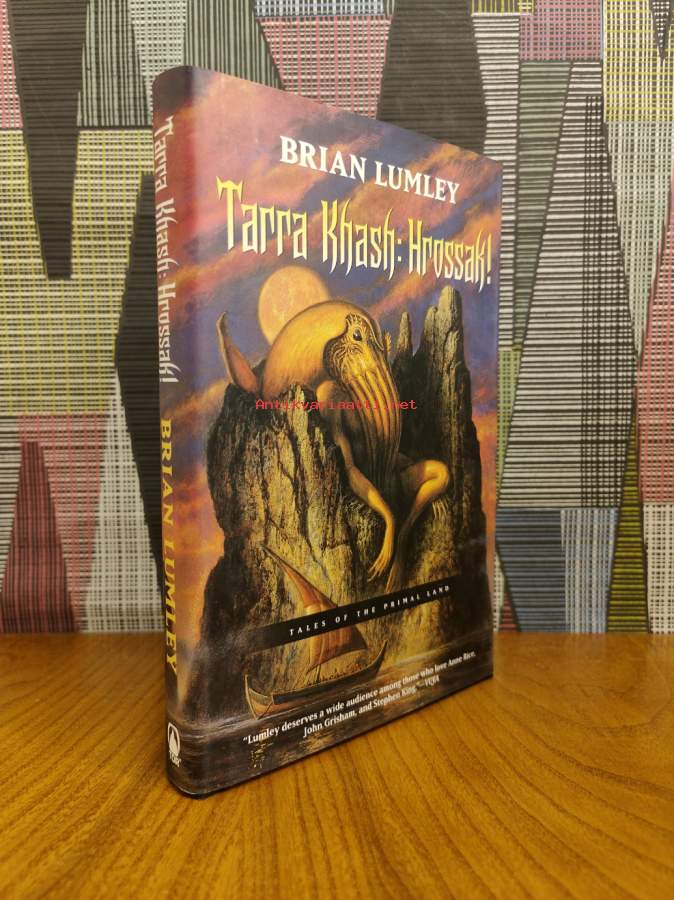 BRIAN LUMLEY
Tarra Khash: Hrossak!
Antikvariaatti.net
TALES OF THE PRIMAL LAND
"Lumley deserves a wide audience among those who love Anne Rice,
John Grisham, and Stephen King." —VOYA
Tarra Khash: Hrossak!
BRIAN LUMLEY
TOR